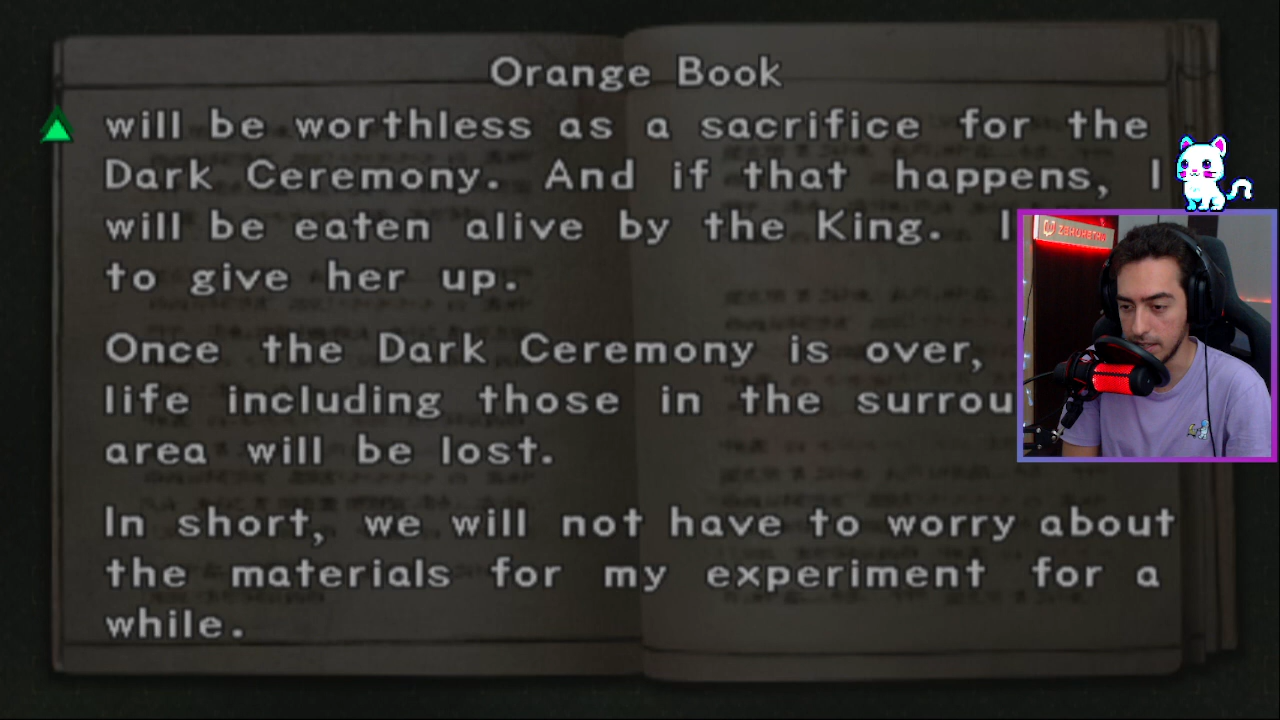 Orange Book
will be worthless as a sacrifice for the
Dark Ceremony. And if that happens, I
will be eaten alive by the King. I
to give her up.
Once the Dark Ceremony is over,
life including those in the surrou
area will be lost.
In short, we will not have to worry about
the materials for my experiment for a
while.